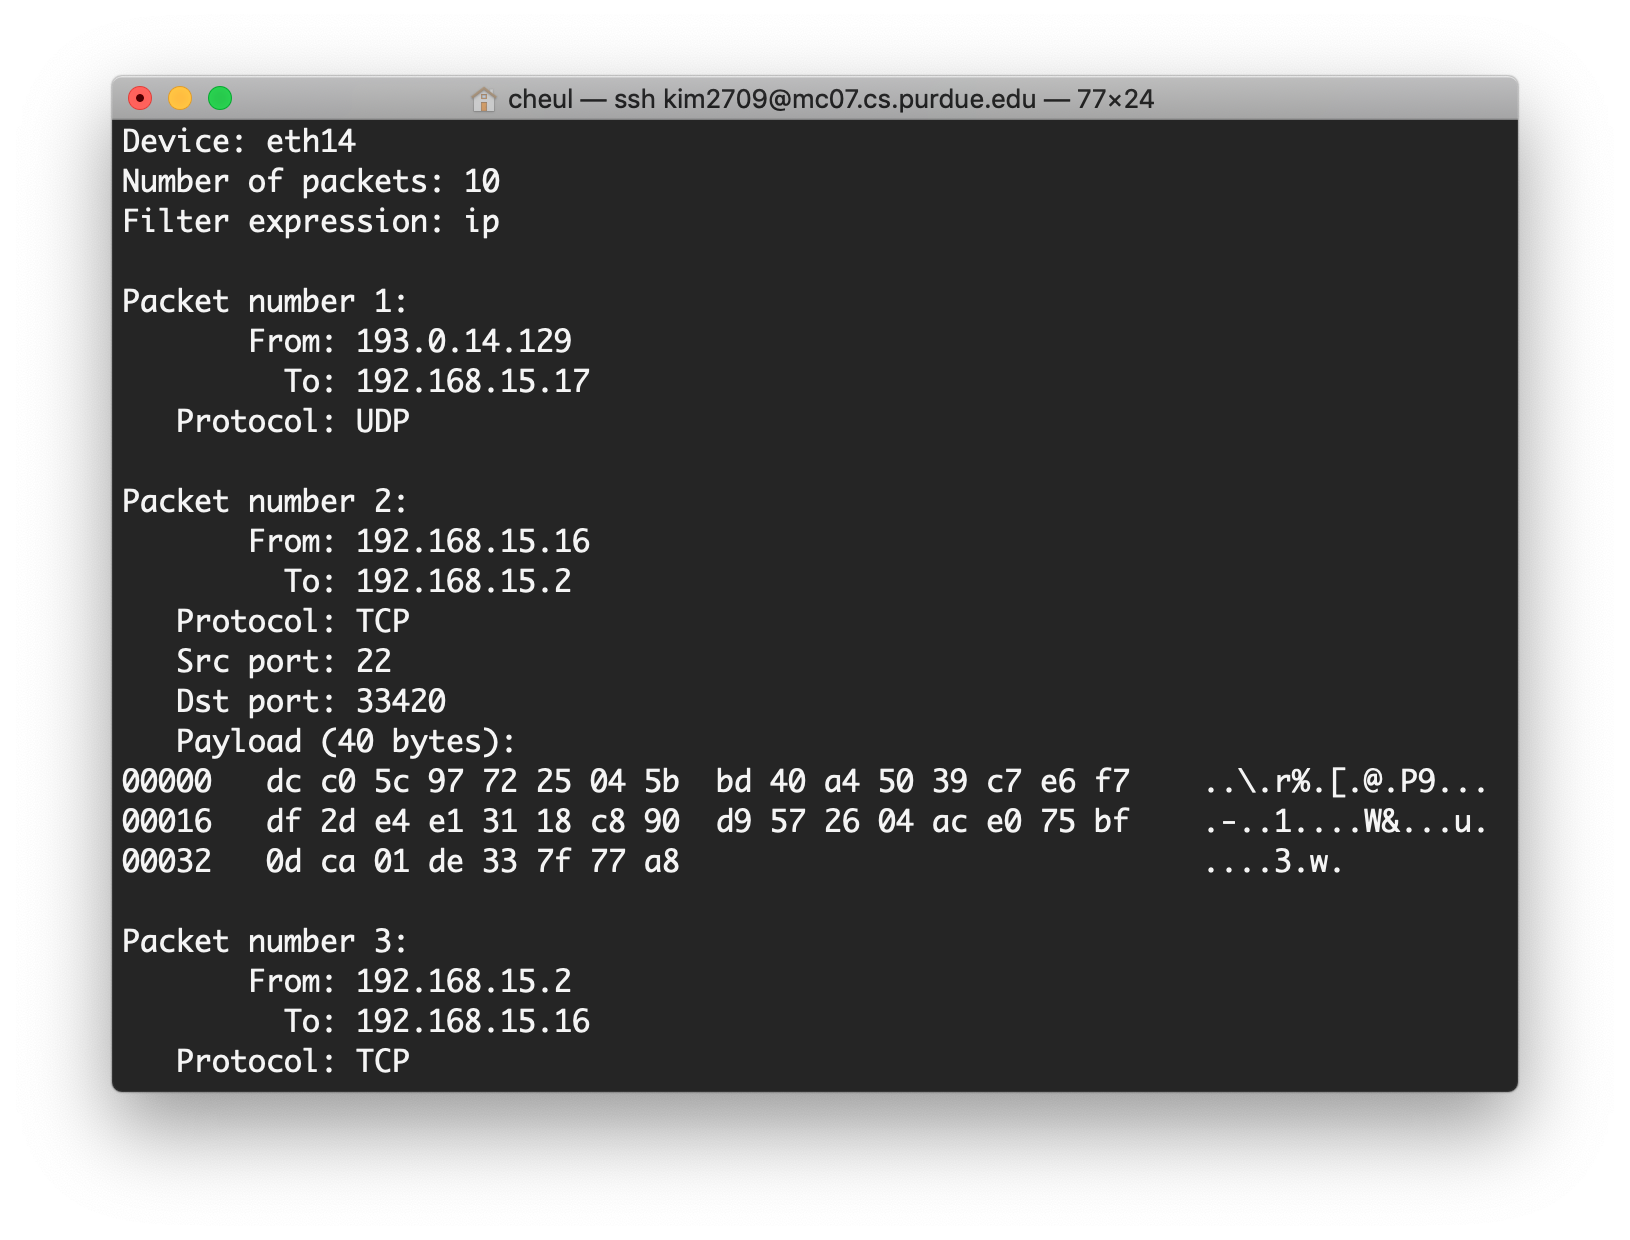 cheul — ssh kim2709@mc07.cs.purdue.edu — 77×24
Device: eth14
Number of packets: 10
Filter expression: ip

Packet number 1:
       From: 193.0.14.129
         To: 192.168.15.17
   Protocol: UDP

Packet number 2:
       From: 192.168.15.16
         To: 192.168.15.2
   Protocol: TCP
   Src port: 22
   Dst port: 33420
   Payload (40 bytes):
00000   dc c0 5c 97 72 25 04 5b  bd 40 a4 50 39 c7 e6 f7    ..\.r%.[.@.P9...
00016   df 2d e4 e1 31 18 c8 90  d9 57 26 04 ac e0 75 bf    .-..1....W&...u.
00032   0d ca 01 de 33 7f 77 a8                             ....3.w.

Packet number 3:
       From: 192.168.15.2
         To: 192.168.15.16
   Protocol: TCP